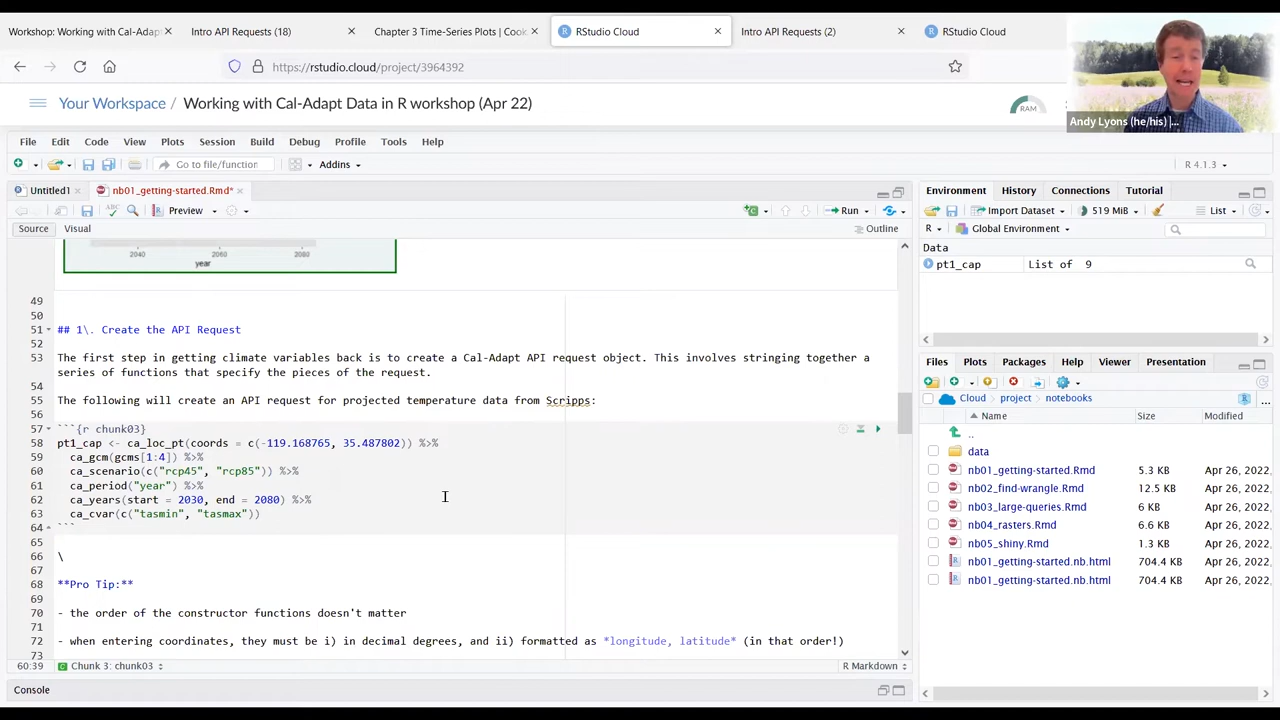 Workshop: Working with Cal-Adapt
Intro API Requests (18)
Chapter 3 Time-Series Plots | Cook
RStudio Cloud
Intro API Requests (2)
RStudio Cloud
https://rstudio.cloud/project/3964392
Your Workspace / Working with Cal-Adapt Data in R workshop (Apr 22)
RAM
Andy Lyons (he/his) |...
File Edit Code View Plots Session Build Debug Profile Tools Help
Go to file/function
Addins
R 4.1.3
Untitled1
nb01_getting-started.Rmd*
Preview
Run
Source
Visual
Outline
2040 2060 2080
year
49
50
51 ## 1\. Create the API Request
52
53 The first step in getting climate variables back is to create a Cal-Adapt API request object. This involves stringing together a
series of functions that specify the pieces of the request.
54
55 The following will create an API request for projected temperature data from Scripps:
56
57 ```{r chunk03}
58 pt1_cap <- ca_loc_pt(coords = c(-119.168765, 35.487802)) %>%
59 ca_gcm(gcms[1:4]) %>%
60 ca_scenario(c("rcp45", "rcp85")) %>%
61 ca_period("year") %>%
62 ca_years(start = 2030, end = 2080) %>%
63 ca_cvar(c("tasmin", "tasmax"))
64 ```
65
66 \
67
68 **Pro Tip:**
69
70 - the order of the constructor functions doesn't matter
71
72 - when entering coordinates, they must be i) in decimal degrees, and ii) formatted as *longitude, latitude* (in that order!)
73
60:39
Chunk 3: chunk03
R Markdown
Console
Environment History Connections Tutorial
Import Dataset
519 MiB
List
R
Global Environment
Data
pt1_cap List of 9
Files Plots Packages Help Viewer Presentation
Cloud project notebooks
...
Name Size Modified
..
data
nb01_getting-started.Rmd 5.3 KB Apr 26, 2022,
nb02_find-wrangle.Rmd 12.5 KB Apr 26, 2022,
nb03_large-queries.Rmd 6 KB Apr 26, 2022,
nb04_rasters.Rmd 6.6 KB Apr 26, 2022,
nb05_shiny.Rmd 1.3 KB Apr 26, 2022,
nb01_getting-started.nb.html 704.4 KB Apr 26, 2022,
nb01_getting-started.nb.html 704.4 KB Apr 26, 2022,